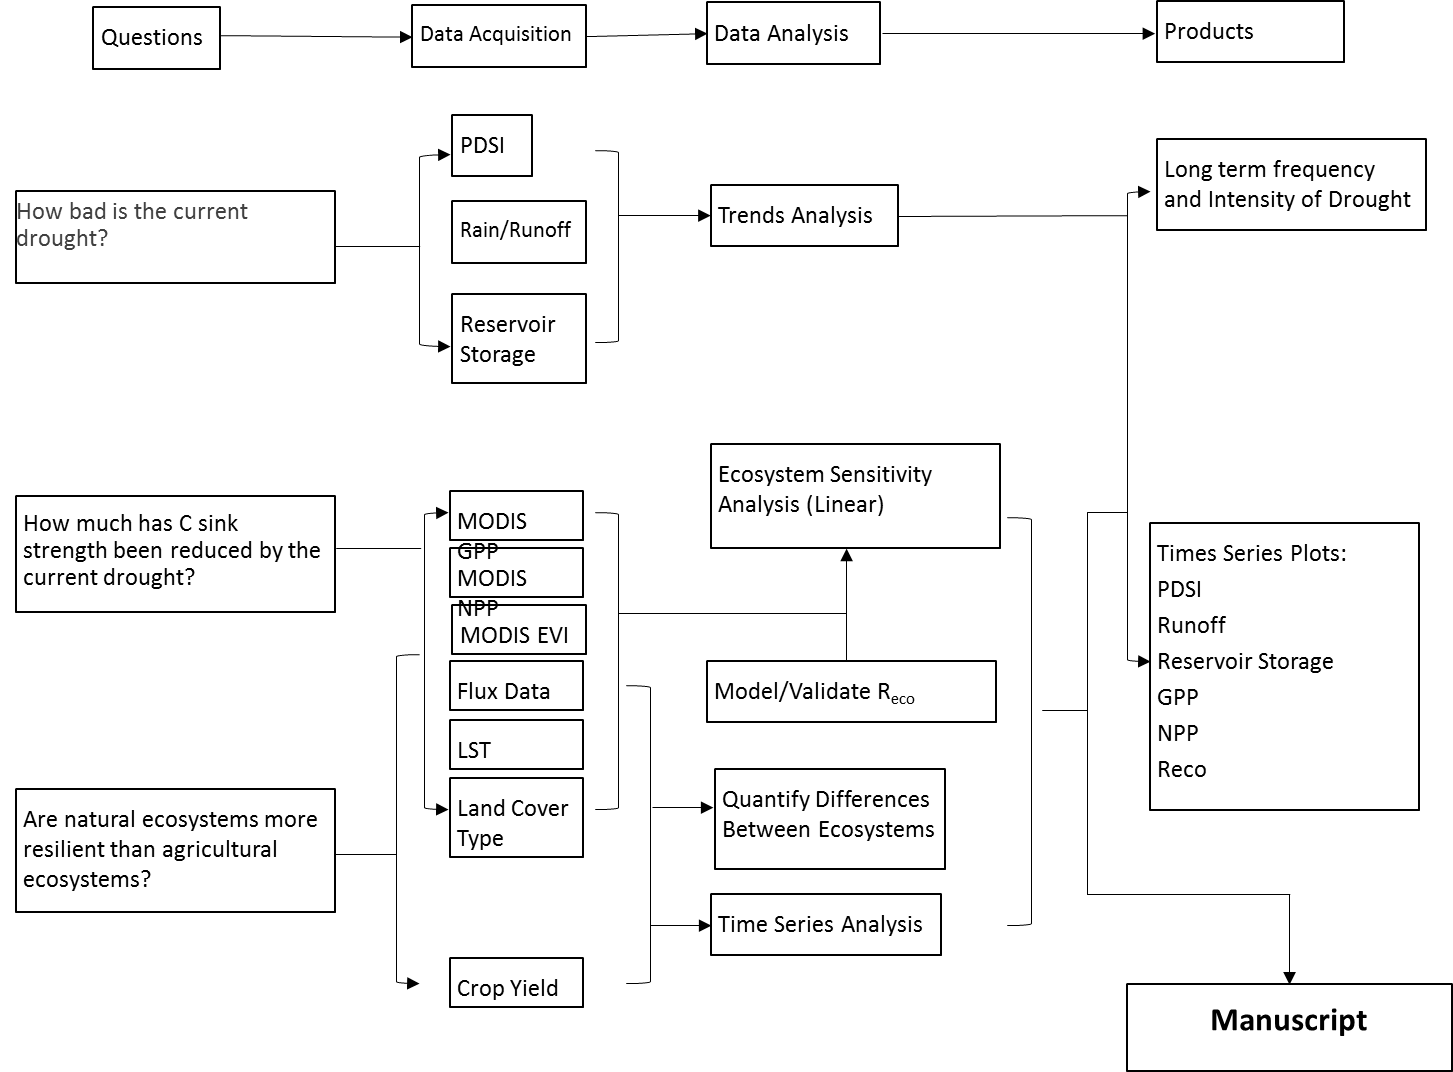 Questions
Data Acquisition
Data Analysis
Products
PDSI
How bad is the current
drought?
Rain/Runoff
Reservoir
Storage
Trends Analysis
Long term frequency
and Intensity of Drought
How much has C sink
strength been reduced by the
current drought?
Are natural ecosystems more
resilient than agricultural
ecosystems?
MODIS
GPP
MODIS
NPP
MODIS EVI
Flux Data
LST
Land Cover
Type
Crop Yield
Ecosystem Sensitivity
Analysis (Linear)
Model/Validate Reco
Quantify Differences
Between Ecosystems
Time Series Analysis
Times Series Plots:
PDSI
Runoff
Reservoir Storage
GPP
NPP
Reco
Manuscript